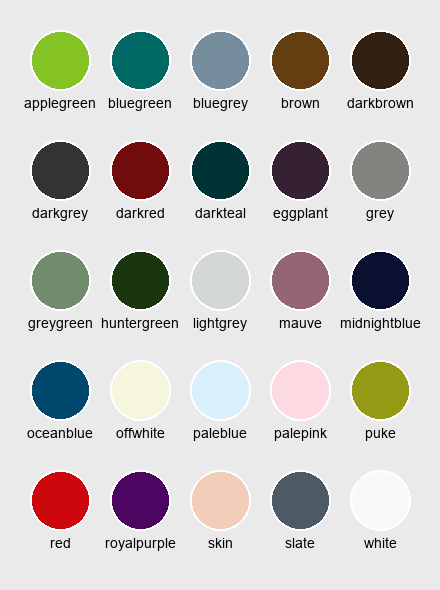 applegreen bluegreen bluegrey brown darkbrown
darkgrey darkred darkteal eggplant grey
greygreen huntergreen lightgrey mauve midnightblue
oceanblue offwhite paleblue palepink puke
red royalpurple skin slate white